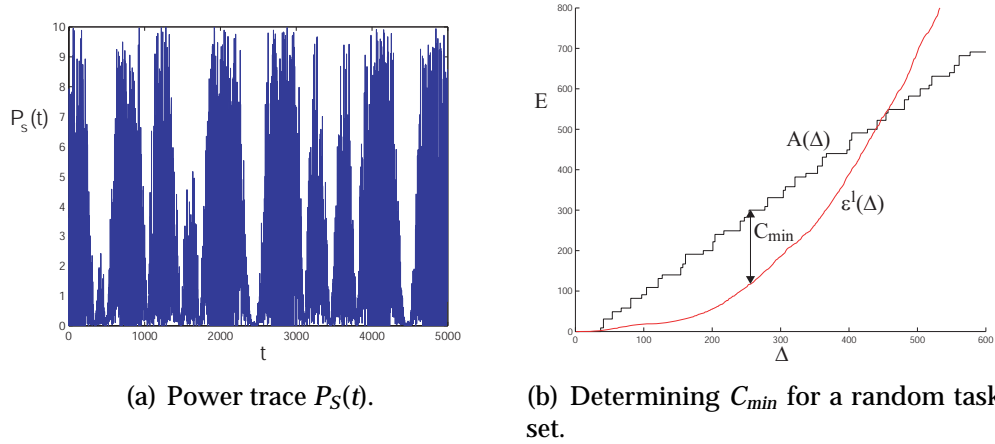 10
9
8
7
6
5
4
3
2
1
0
P_s(t)
0 1000 2000 3000 4000 5000
t
(a) Power trace P_S(t).
800
700
600
500
400
300
200
100
0
E
A(Δ)
ε^l(Δ)
C_min
0 100 200 300 400 500 600
Δ
(b) Determining C_min for a random task
set.